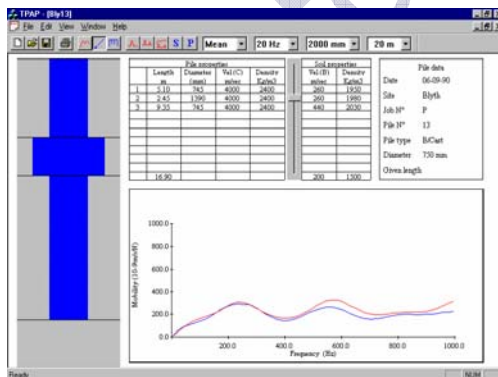 TPAP - [Bly13]
File Edit View Window Help
S P Mean 20 Hz 2000 mm 20 m
Pile properties
Length Diameter Vel (C) Density
m (mm) m/sec Kg/m3
1 5.10 745 4000 2400
2 2.45 1390 4000 2400
3 9.35 745 4000 2400
16.90
Soil properties
Vel (B) Density
m/sec Kg/m3
260 1950
260 1980
440 2050
200 1500
Pile data
Date 06-09-90
Site Blyth
Job Nº P
Pile Nº 13
Pile type B/Cast
Diameter 750 mm
Given length
Mobility (10-9m/s/N)
1000.0
800.0
600.0
400.0
200.0
0.0
200.0 400.0 600.0 800.0 1000.0
Frequency (Hz)
Ready NUM